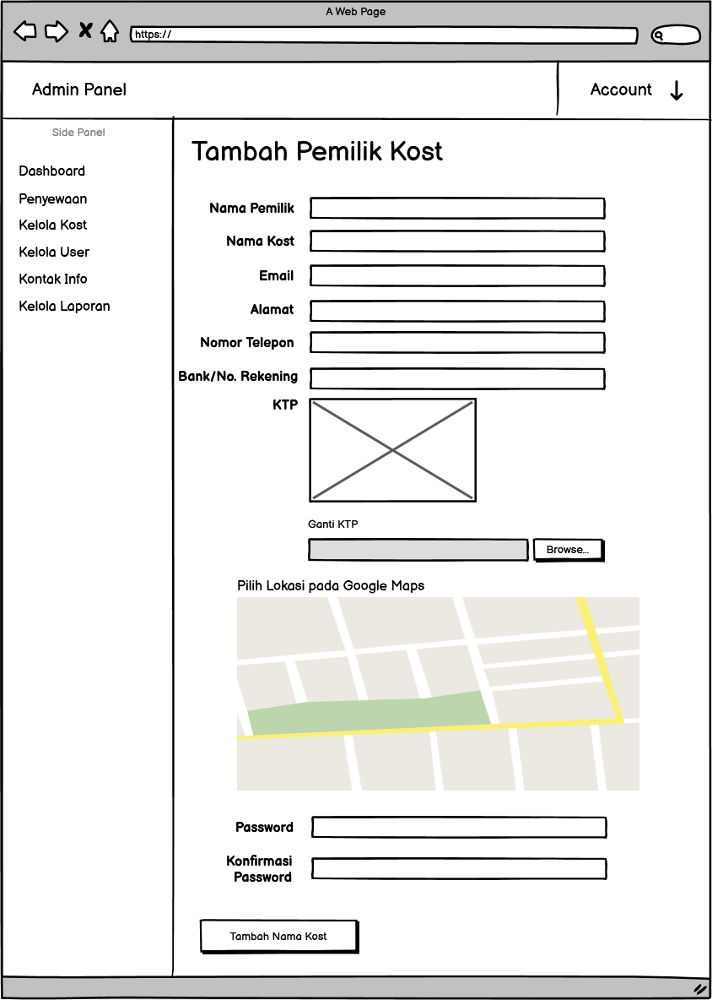 A Web Page
https://
Admin Panel
Account
Side Panel
Dashboard
Penyewaan
Kelola Kost
Kelola User
Kontak Info
Kelola Laporan
Tambah Pemilik Kost
Nama Pemilik
Nama Kost
Email
Alamat
Nomor Telepon
Bank/No. Rekening
KTP
Ganti KTP
Browse...
Pilih Lokasi pada Google Maps
Password
Konfirmasi
Password
Tambah Nama Kost